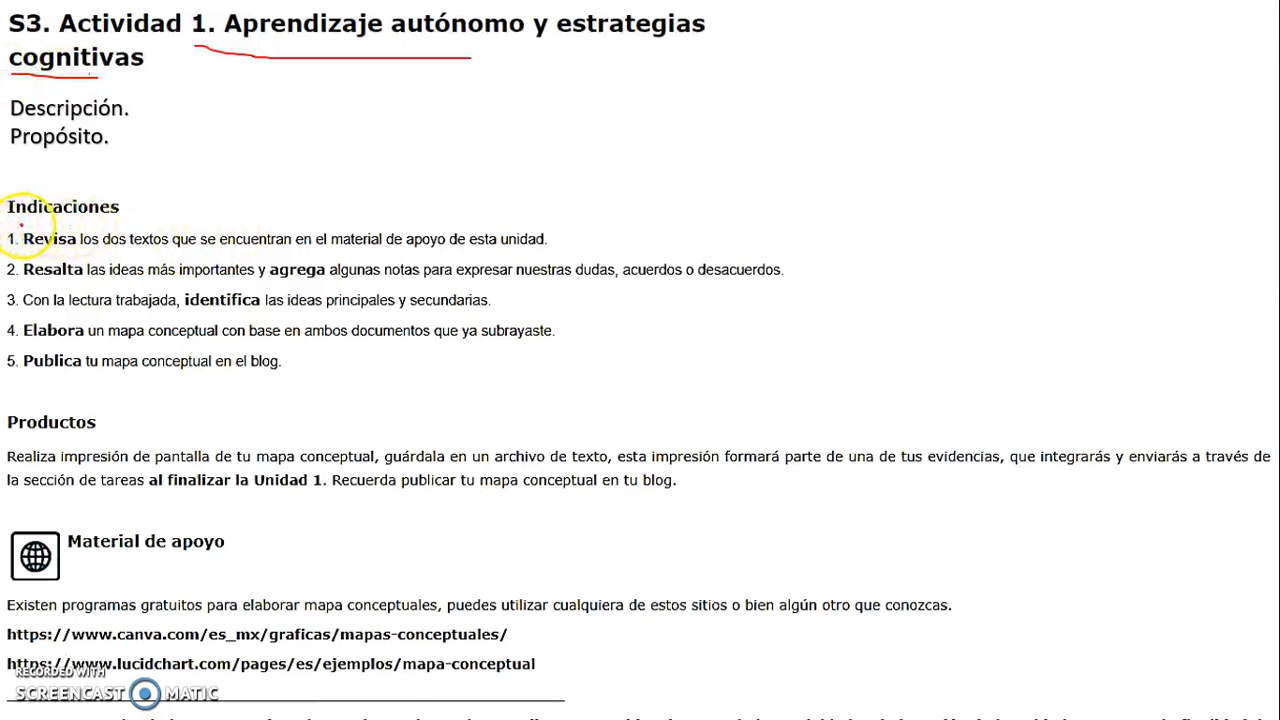 S3. Actividad 1. Aprendizaje autónomo y estrategias
cognitivas
Descripción.
Propósito.
Indicaciones
1. Revisa los dos textos que se encuentran en el material de apoyo de esta unidad.
2. Resalta las ideas más importantes y agrega algunas notas para expresar nuestras dudas, acuerdos o desacuerdos.
3. Con la lectura trabajada, identifica las ideas principales y secundarias.
4. Elabora un mapa conceptual con base en ambos documentos que ya subrayaste.
5. Publica tu mapa conceptual en el blog.
Productos
Realiza impresión de pantalla de tu mapa conceptual, guárdala en un archivo de texto, esta impresión formará parte de una de tus evidencias, que integrarás y enviarás a través de
la sección de tareas al finalizar la Unidad 1. Recuerda publicar tu mapa conceptual en tu blog.
Material de apoyo
Existen programas gratuitos para elaborar mapa conceptuales, puedes utilizar cualquiera de estos sitios o bien algún otro que conozcas.
https://www.canva.com/es_mx/graficas/mapas-conceptuales/
https://www.lucidchart.com/pages/es/ejemplos/mapa-conceptual
RECORDED WITH
SCREENCAST MATIC